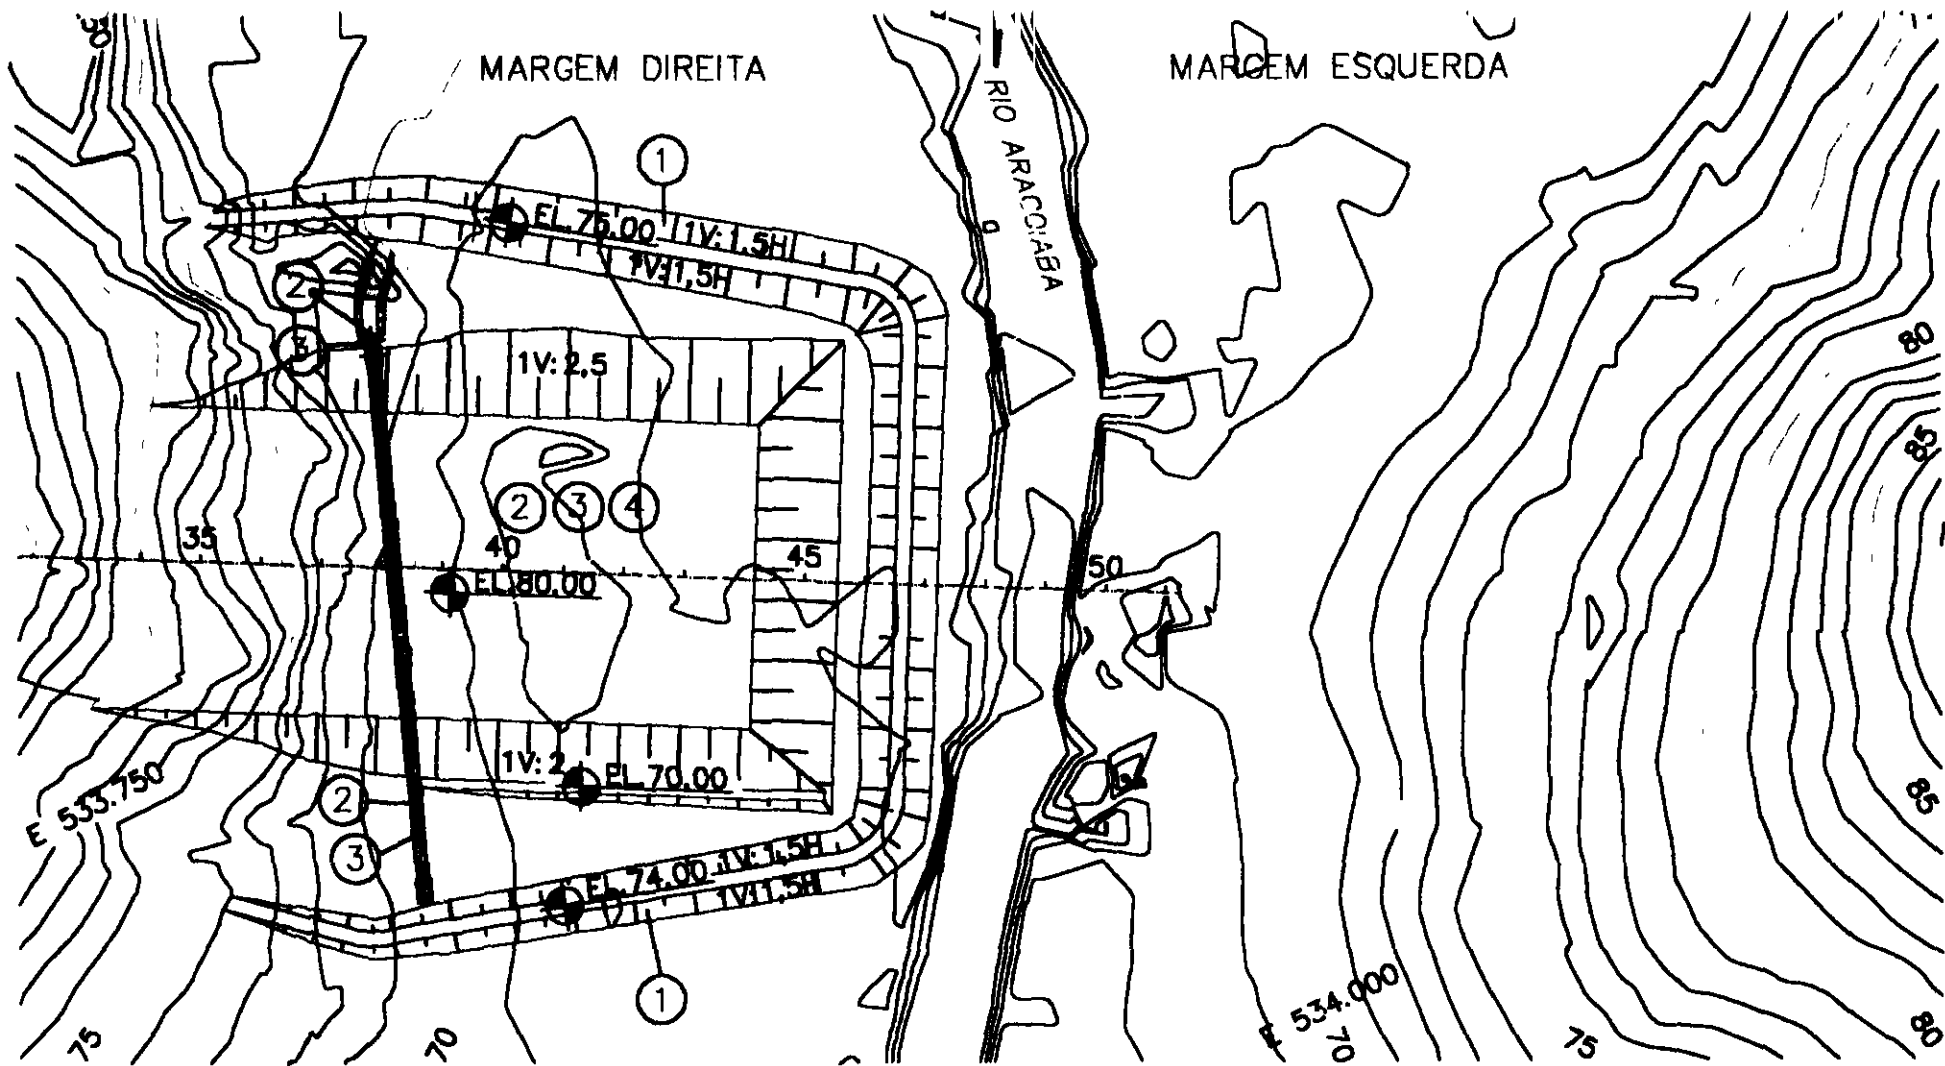 MARGEM DIREITA
MARGEM ESQUERDA
RIO ARACOIABA
1
EL.75.00
1V:1.5H
1V:1,5H
2
3
1V:2,5
80
85
2 3 4
35
40
45
50
EL.80.00
1V:2
EL.70.00
E 533.750
2
3
85
EL.74.00
1V:1,5H
1V:1.5H
1
E 534.000
75
70
70
75
80